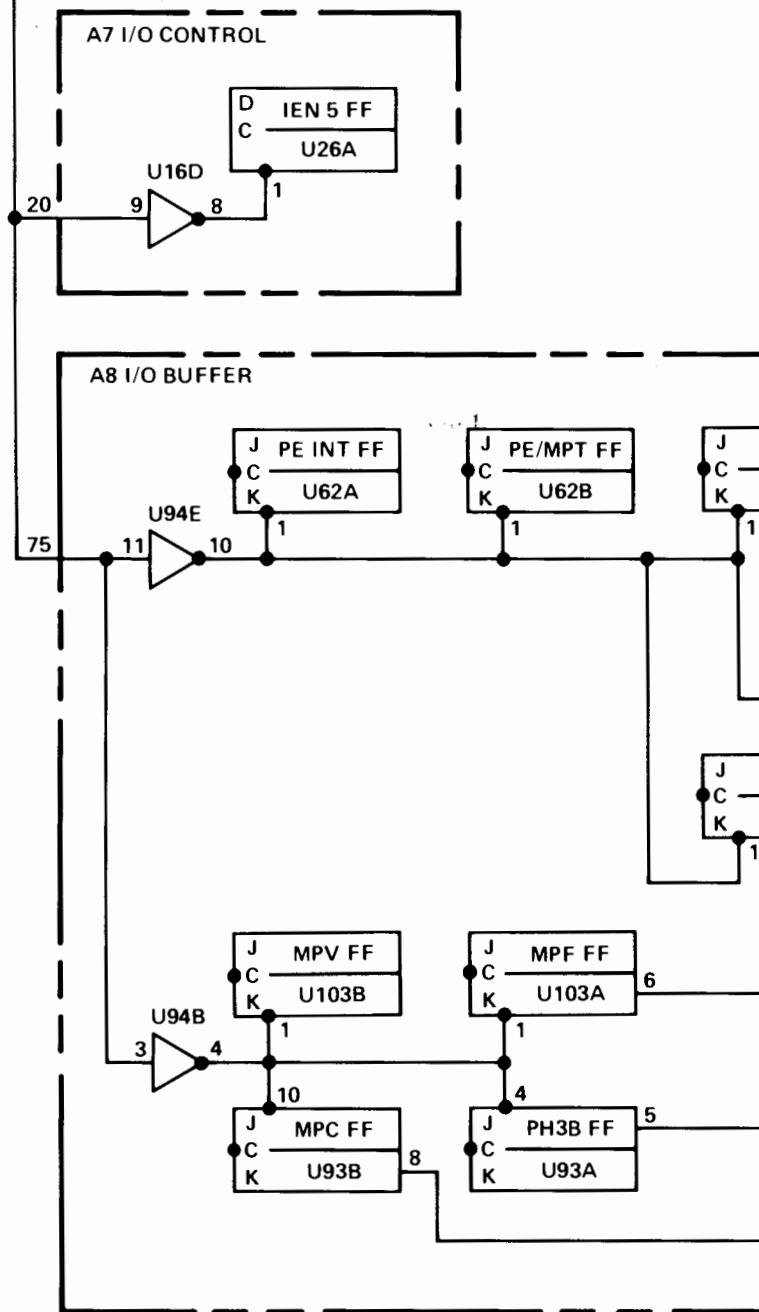 A7 I/O CONTROL
D IEN 5 FF
C
U26A
U16D
1
20 9 8
A8 I/O BUFFER
J PE INT FF
C
K U62A
1
J PE/MPT FF
C
K U62B
1
J
C
K
1
U94E
75 11 10
J
C
K
1
J MPV FF
C
K U103B
1
J MPF FF
C
K U103A
6
1
U94B
3 4
10
4
J MPC FF
C
K U93B
8
J PH3B FF
C
K U93A
5